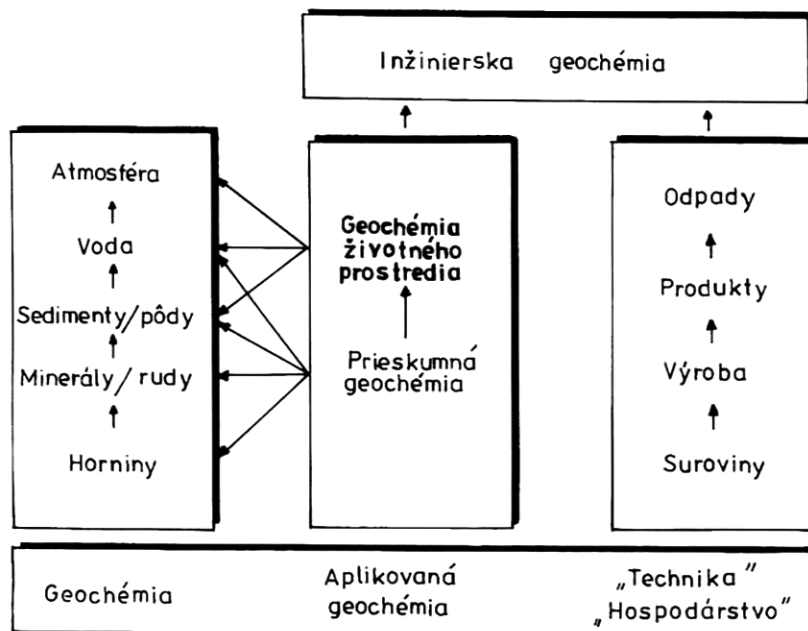 Inžinierska geochémia
Atmosféra
Voda
Sedimenty/pôdy
Minerály/rudy
Horniny
Geochémia
životného
prostredia
Prieskumná
geochémia
Odpady
Produkty
Výroba
Suroviny
Geochémia
Aplikovaná
geochémia
„Technika”
„Hospodárstvo”